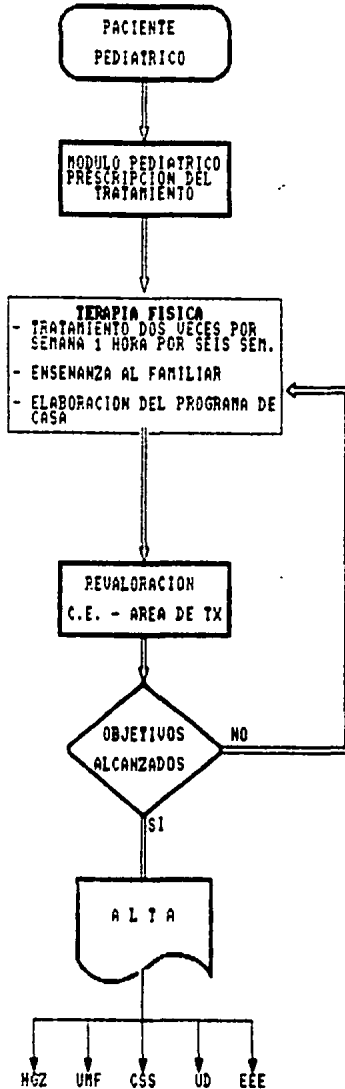 PACIENTE
PEDIATRICO
MODULO PEDIATRICO
PRESCRIPCION DEL
TRATAMIENTO
TERAPIA FISICA
- TRATAMIENTO DOS VECES POR
SEMANA 1 HORA POR SEIS SEM.
- ENSENANZA AL FAMILIAR
- ELABORACION DEL PROGRAMA DE
CASA
REVALORACION
C.E. - AREA DE TX
OBJETIVOS
ALCANZADOS
NO
SI
A L T A
HGZ UMF CSS UD EEE